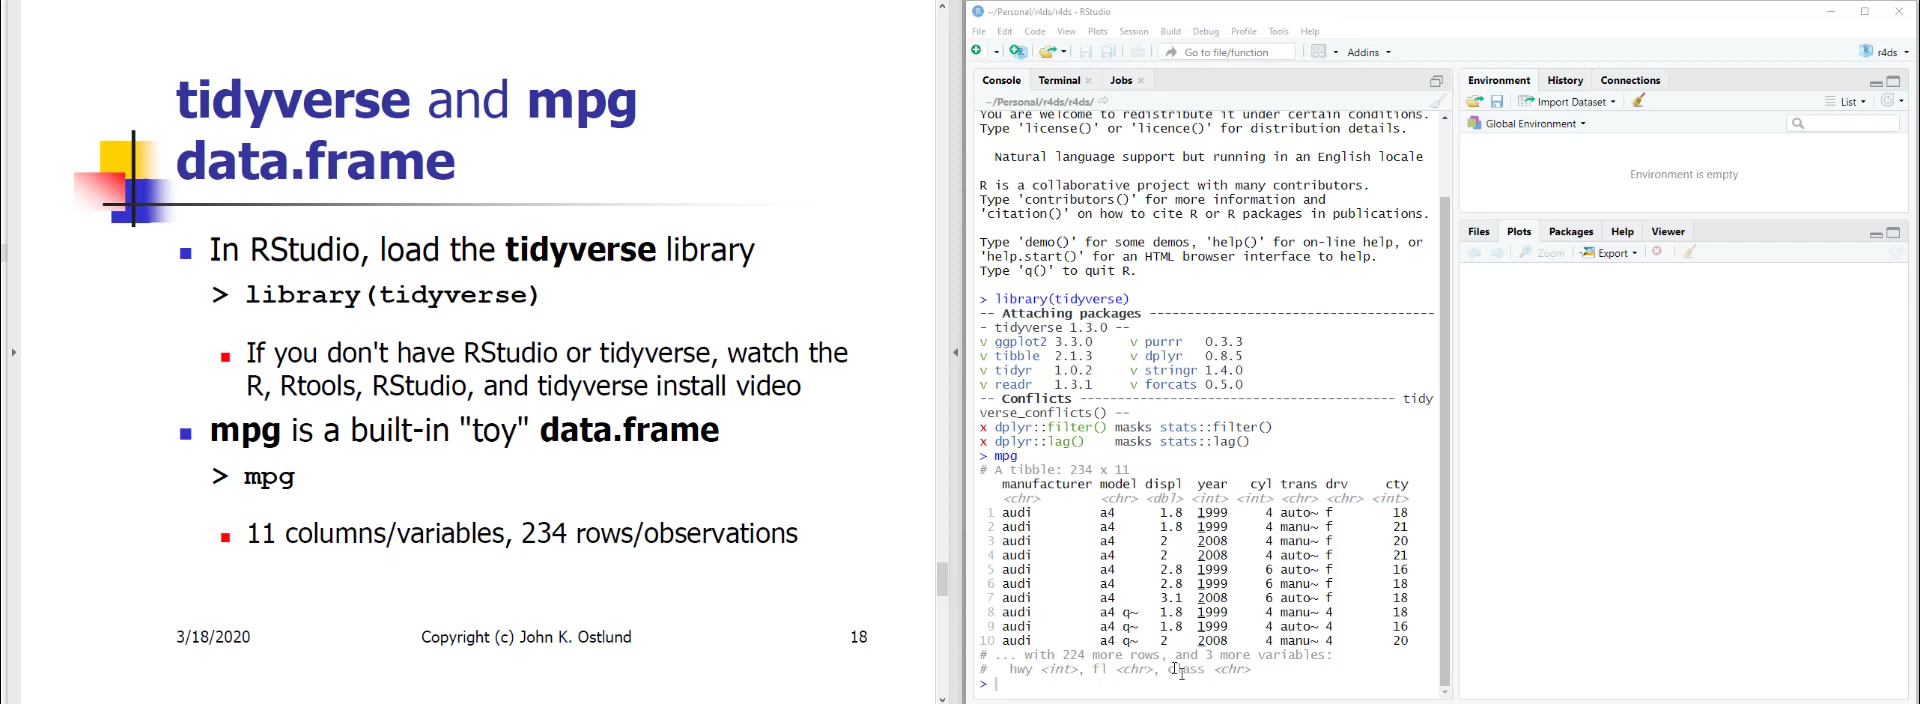 tidyverse and mpg
data.frame
In RStudio, load the tidyverse library
> library(tidyverse)
If you don't have RStudio or tidyverse, watch the
R, Rtools, RStudio, and tidyverse install video
mpg is a built-in "toy" data.frame
> mpg
11 columns/variables, 234 rows/observations
3/18/2020 Copyright (c) John K. Ostlund 18
~/Personal/r4ds/r4ds - RStudio
File Edit Code View Plots Session Build Debug Profile Tools Help
Go to file/function Addins r4ds
Console Terminal Jobs
~/Personal/r4ds/r4ds/
You are welcome to redistribute it under certain conditions.
Type 'license()' or 'licence()' for distribution details.
Natural language support but running in an English locale
R is a collaborative project with many contributors.
Type 'contributors()' for more information and
'citation()' on how to cite R or R packages in publications.
Type 'demo()' for some demos, 'help()' for on-line help, or
'help.start()' for an HTML browser interface to help.
Type 'q()' to quit R.
> library(tidyverse)
-- Attaching packages -----------------------------------
- tidyverse 1.3.0 --
v ggplot2 3.3.0 v purrr 0.3.3
v tibble 2.1.3 v dplyr 0.8.5
v tidyr 1.0.2 v stringr 1.4.0
v readr 1.3.1 v forcats 0.5.0
-- Conflicts ---------------------------------------- tidy
verse_conflicts() --
x dplyr::filter() masks stats::filter()
x dplyr::lag() masks stats::lag()
> mpg
# A tibble: 234 x 11
manufacturer model displ year cyl trans drv cty
<chr> <chr> <dbl> <int> <int> <chr> <chr> <int>
1 audi a4 1.8 1999 4 auto~ f 18
2 audi a4 1.8 1999 4 manu~ f 21
3 audi a4 2 2008 4 manu~ f 20
4 audi a4 2 2008 4 auto~ f 21
5 audi a4 2.8 1999 6 auto~ f 16
6 audi a4 2.8 1999 6 manu~ f 18
7 audi a4 3.1 2008 6 auto~ f 18
8 audi a4 q~ 1.8 1999 4 manu~ 4 18
9 audi a4 q~ 1.8 1999 4 auto~ 4 16
10 audi a4 q~ 2 2008 4 manu~ 4 20
# ... with 224 more rows, and 3 more variables:
# hwy <int>, fl <chr>, class <chr>
>
Environment History Connections
Import Dataset List
Global Environment
Environment is empty
Files Plots Packages Help Viewer
Zoom Export